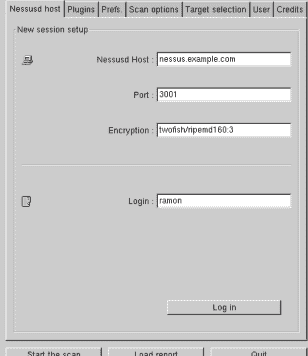 Nessusd host Plugins Prefs. Scan options Target selection User Credits
New session setup
Nessusd Host : nessus.example.com
Port : 3001
Encryption : twofish/ripemd160:3
Login : ramon
Log in
Start the scan Load report Quit